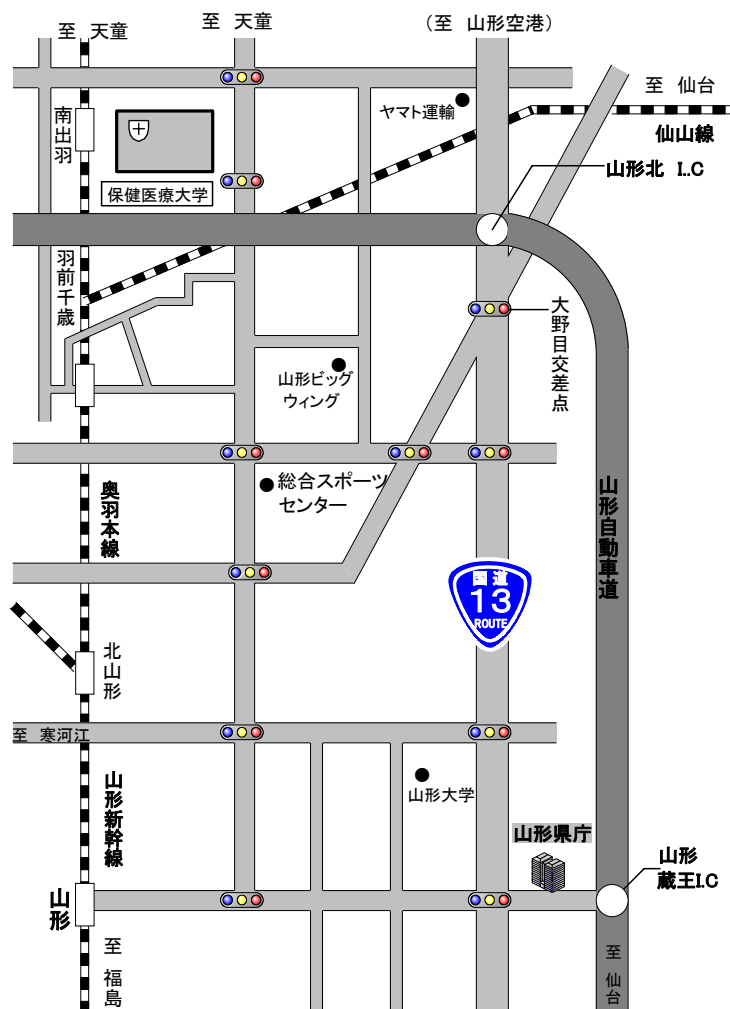 至 天童
至 天童
(至 山形空港)
至 仙台
仙山線
ヤマト運輸
南出羽
保健医療大学
山形北 I..C
羽前千歳
大野目交差点
山形ビッグ
ウィング
総合スポーツ
センター
奥羽本線
山形自動車道
国道
13
ROUTE
北山形
至 寒河江
山形新幹線
山形大学
山形県庁
山形
蔵王I.C
山形
至 福島
至 仙台